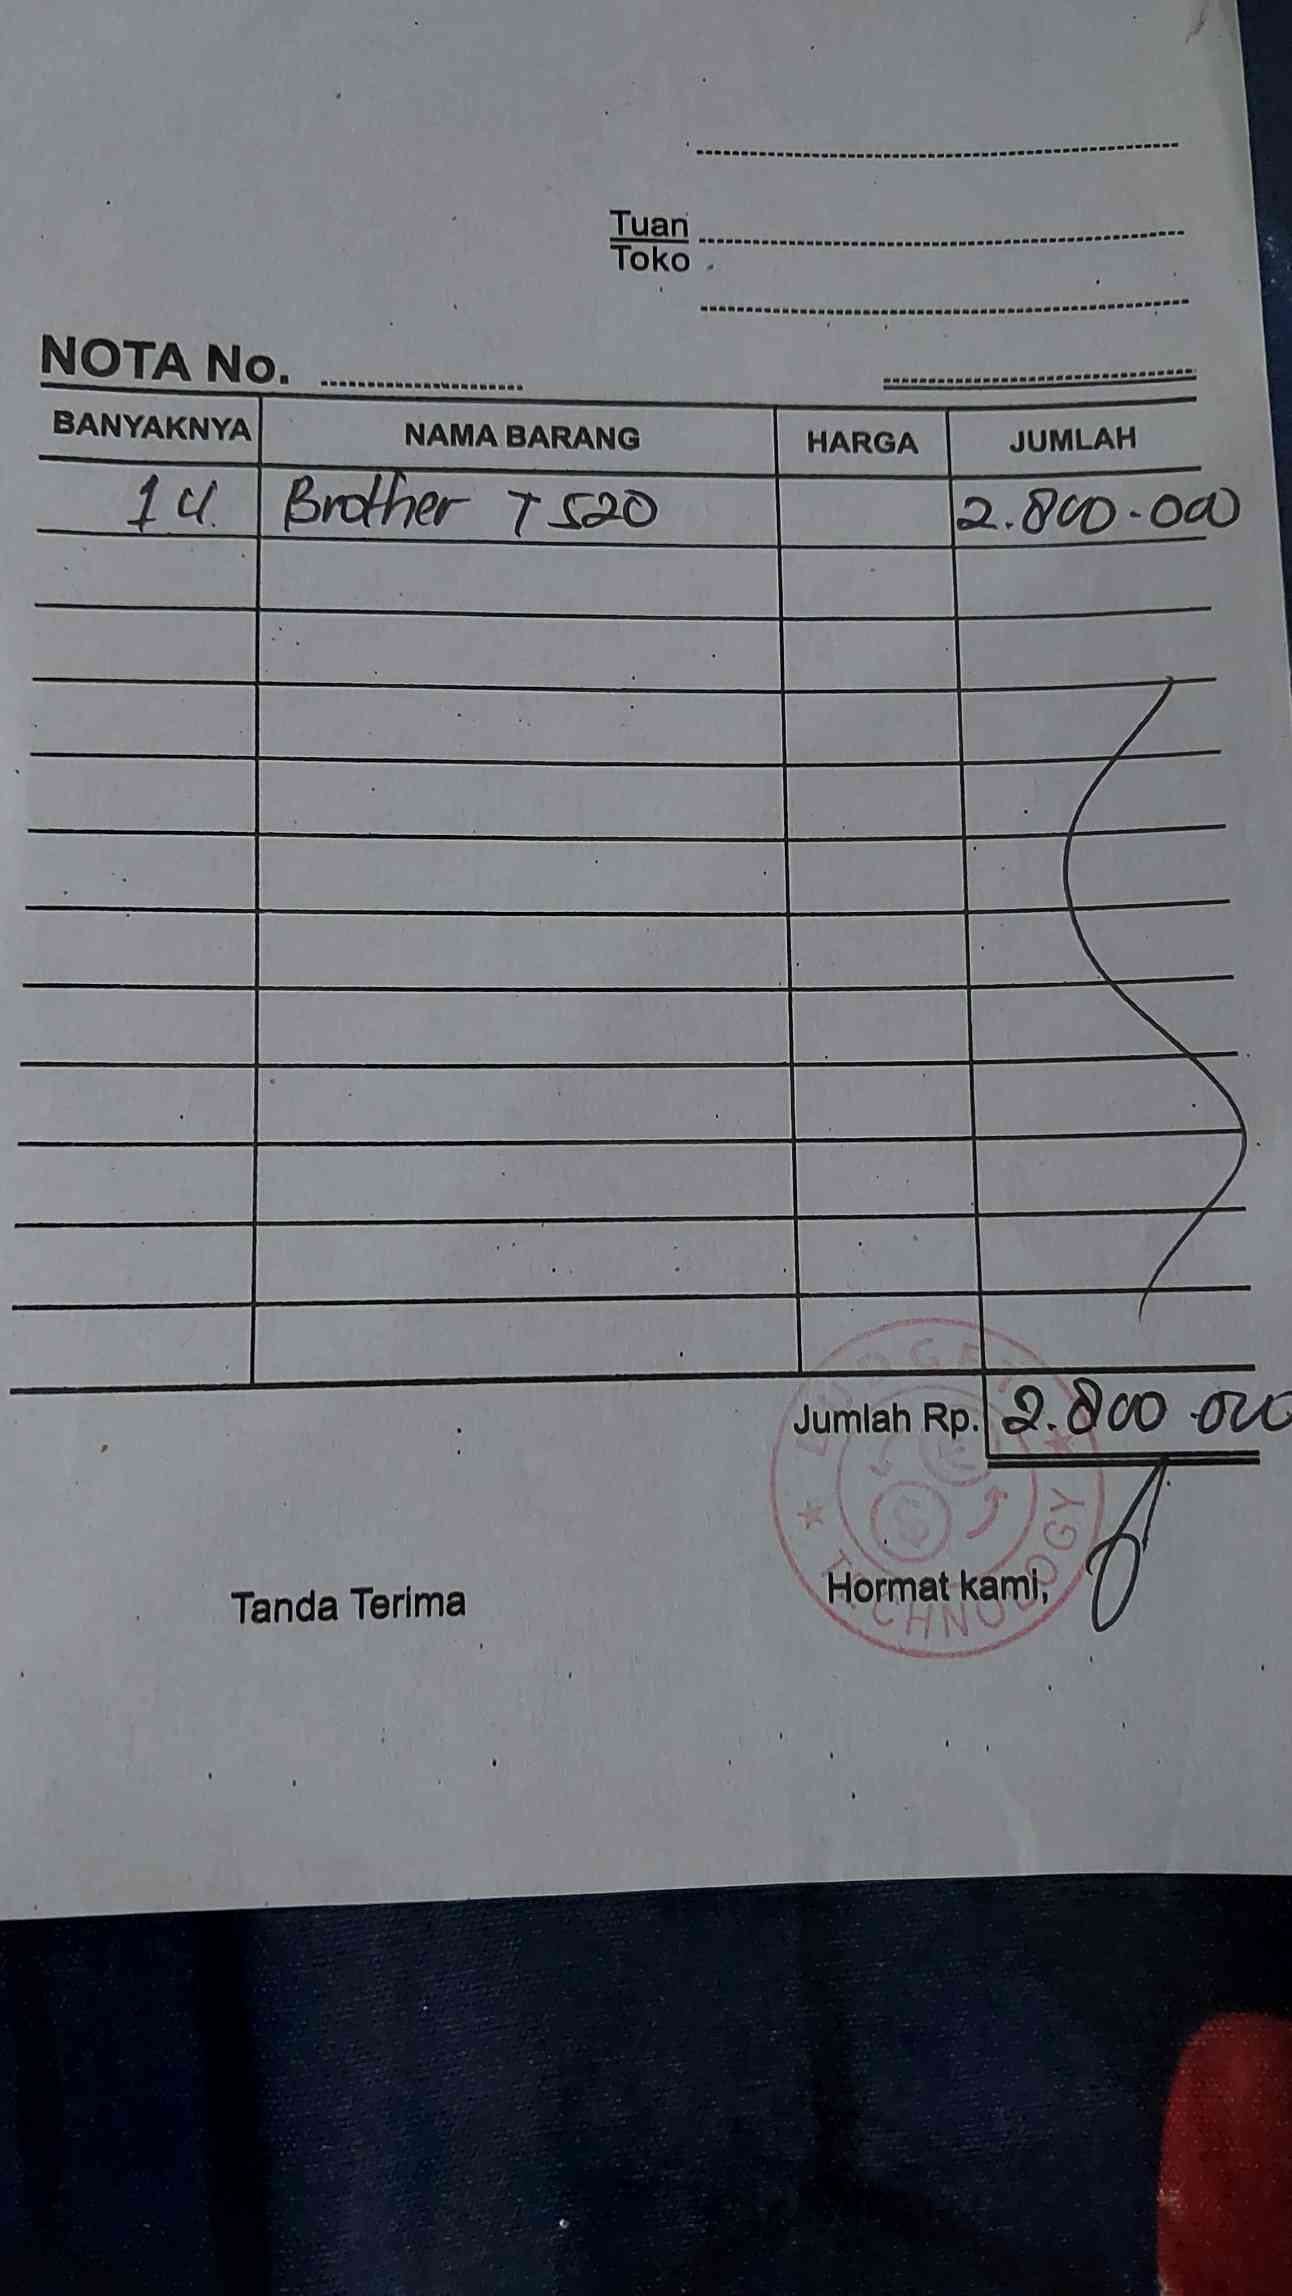 Tuan
Toko
NOTA No.
BANYAKNYA NAMA BARANG HARGA JUMLAH
1 U. Brother T520 2.800.000
Jumlah Rp. 2.800.000
Tanda Terima Hormat kami,
TECHNOLOGY